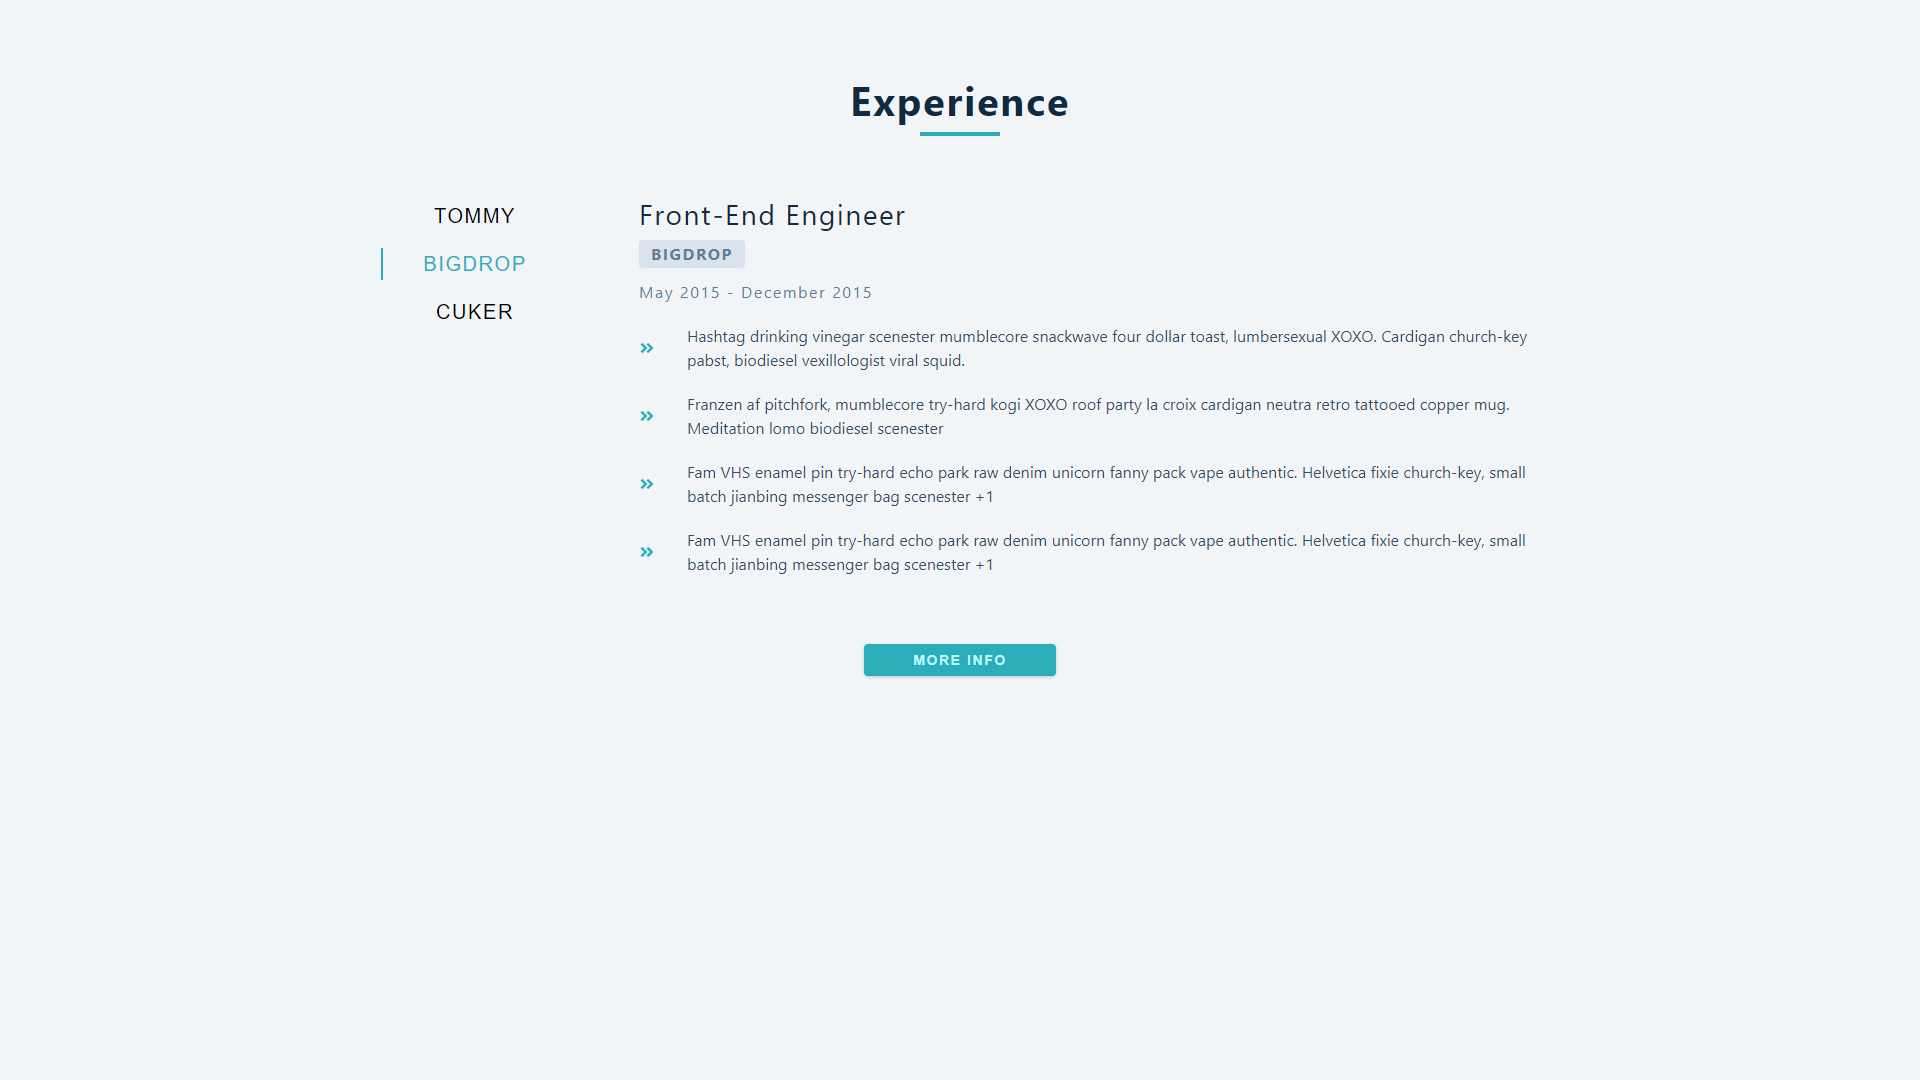 Experience
TOMMY
BIGDROP
CUKER
Front-End Engineer
BIGDROP
May 2015 - December 2015
Hashtag drinking vinegar scenester mumblecore snackwave four dollar toast, lumbersexual XOXO. Cardigan church-key
pabst, biodiesel vexillologist viral squid.
Franzen af pitchfork, mumblecore try-hard kogi XOXO roof party la croix cardigan neutra retro tattooed copper mug.
Meditation lomo biodiesel scenester
Fam VHS enamel pin try-hard echo park raw denim unicorn fanny pack vape authentic. Helvetica fixie church-key, small
batch jianbing messenger bag scenester +1
Fam VHS enamel pin try-hard echo park raw denim unicorn fanny pack vape authentic. Helvetica fixie church-key, small
batch jianbing messenger bag scenester +1
MORE INFO